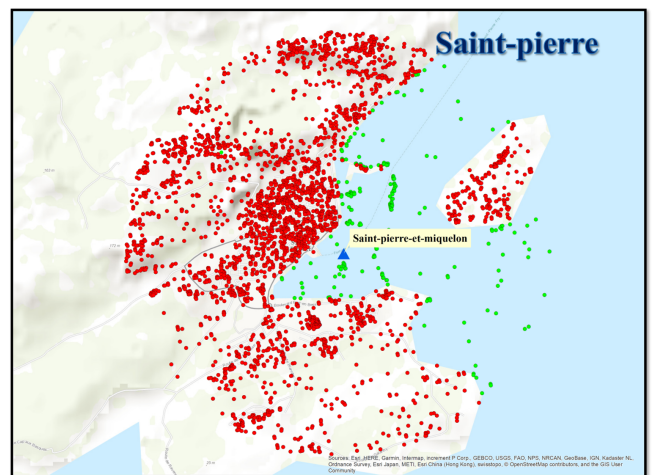 Saint-pierre
Saint-pierre-et-miquelon
Sources: Esri, HERE, Garmin, Intermap, increment P Corp., GEBCO, USGS, FAO, NPS, NRCAN, GeoBase, IGN, Kadaster NL,
Ordnance Survey, Esri Japan, METI, Esri China (Hong Kong), swisstopo, © OpenStreetMap contributors, and the GIS User
Community